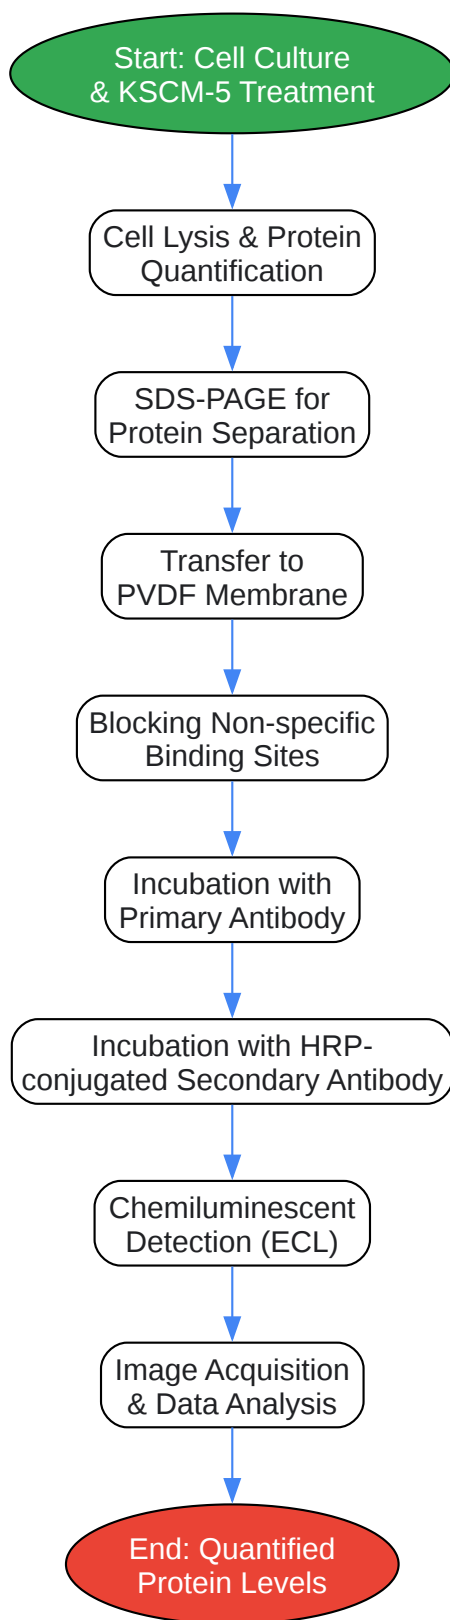 Start: Cell Culture
& KSCM-5 Treatment
Cell Lysis & Protein
Quantification
SDS-PAGE for
Protein Separation
Transfer to
PVDF Membrane
Blocking Non-specific
Binding Sites
Incubation with
Primary Antibody
Incubation with HRP-
conjugated Secondary Antibody
Chemiluminescent
Detection (ECL)
Image Acquisition
& Data Analysis
End: Quantified
Protein Levels